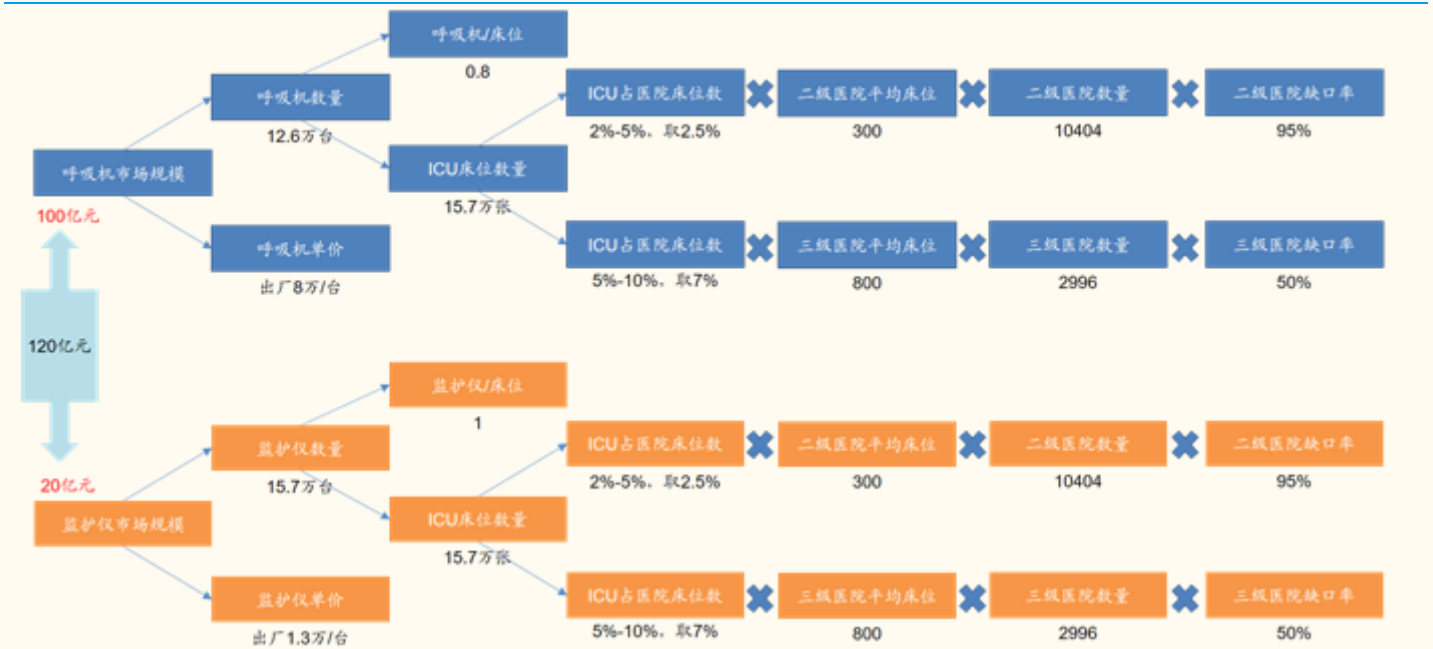 呼吸机/床位
0.8
呼吸机数量
12.6万台
ICU占医院床位数
2%-5%，取2.5%
二级医院平均床位
300
二级医院数量
10404
二级医院缺口率
95%
呼吸机市场规模
100亿元
ICU床位数量
15.7万张
呼吸机单价
出厂8万/台
ICU占医院床位数
5%-10%，取7%
三级医院平均床位
800
三级医院数量
2996
三级医院缺口率
50%
120亿元
监护仪/床位
1
监护仪数量
15.7万台
ICU占医院床位数
2%-5%，取2.5%
二级医院平均床位
300
二级医院数量
10404
二级医院缺口率
95%
20亿元
监护仪市场规模
ICU床位数量
15.7万张
监护仪单价
出厂1.3万/台
ICU占医院床位数
5%-10%，取7%
三级医院平均床位
800
三级医院数量
2996
三级医院缺口率
50%